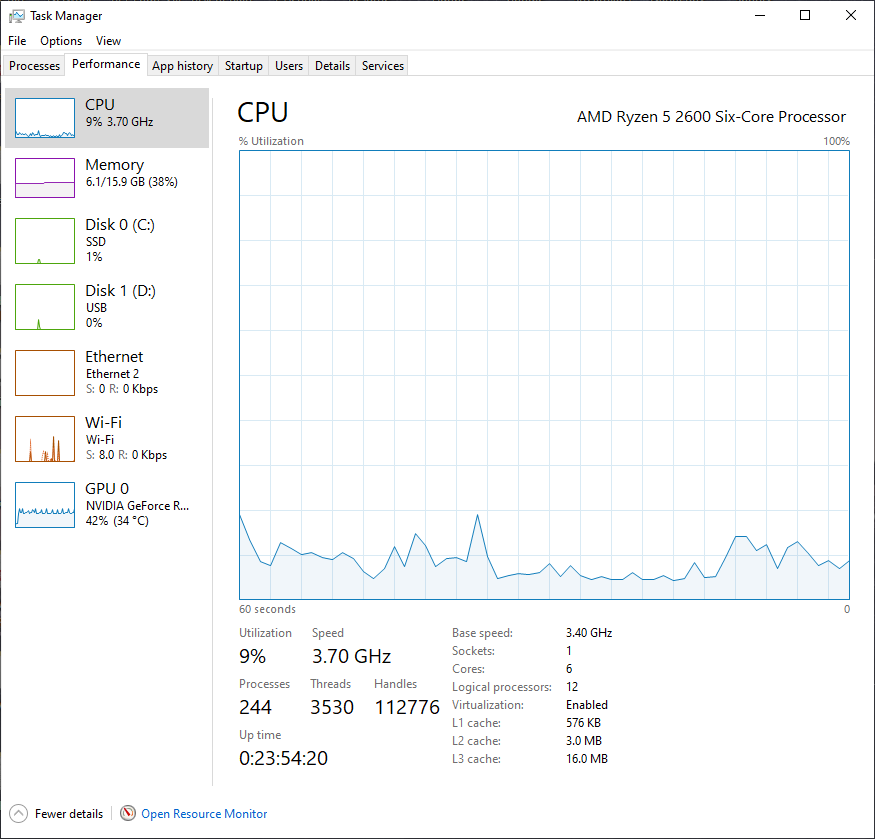 Task Manager
File Options View
Processes Performance App history Startup Users Details Services
CPU
9% 3.70 GHz
Memory
6.1/15.9 GB (38%)
Disk 0 (C:)
SSD
1%
Disk 1 (D:)
USB
0%
Ethernet
Ethernet 2
S: 0 R: 0 Kbps
Wi-Fi
Wi-Fi
S: 8.0 R: 0 Kbps
GPU 0
NVIDIA GeForce R...
42% (34 °C)
CPU AMD Ryzen 5 2600 Six-Core Processor
% Utilization 100%
60 seconds 0
Utilization Speed
9% 3.70 GHz
Processes Threads Handles
244 3530 112776
Up time
0:23:54:20
Base speed: 3.40 GHz
Sockets: 1
Cores: 6
Logical processors: 12
Virtualization: Enabled
L1 cache: 576 KB
L2 cache: 3.0 MB
L3 cache: 16.0 MB
Fewer details Open Resource Monitor